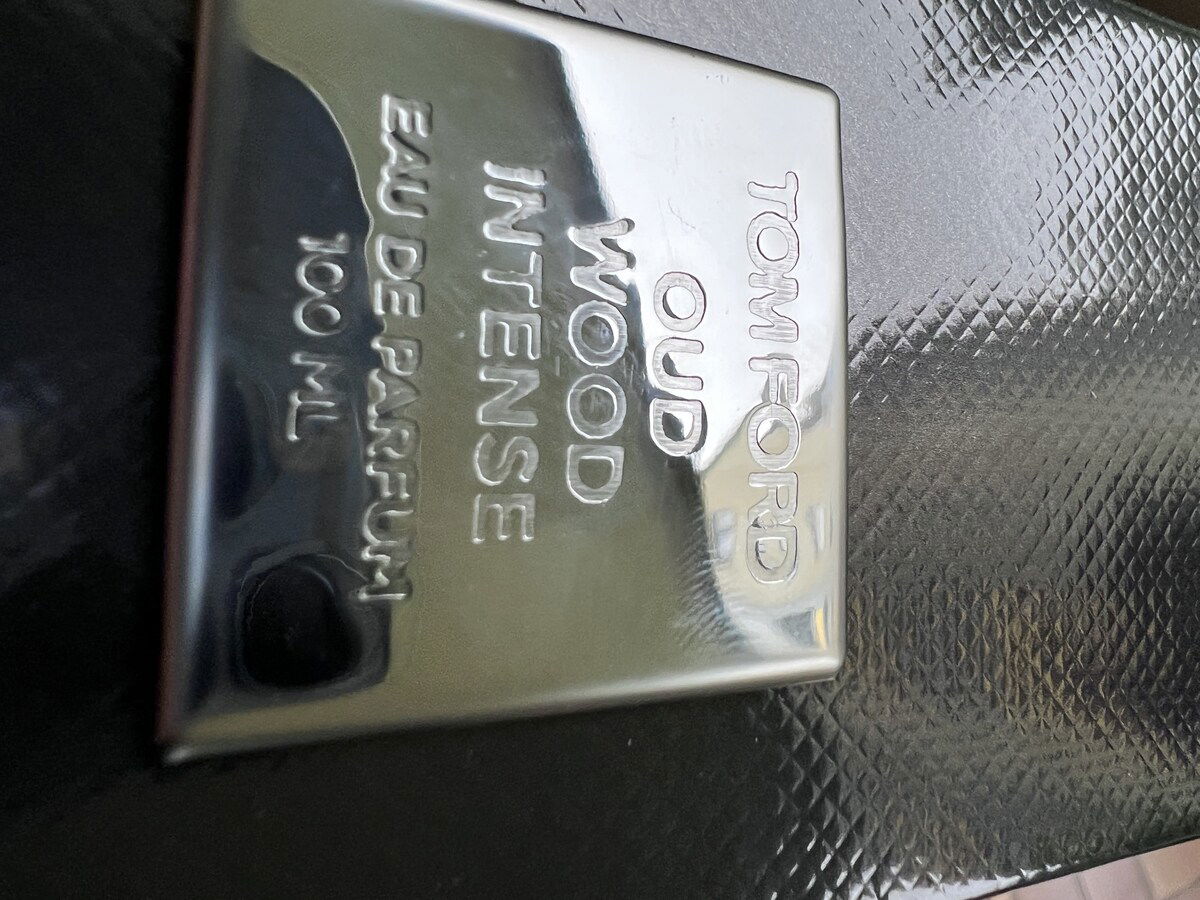 TOM FORD
OUD
WOOD
INTENSE
EAU DE PARFUM
100 ML